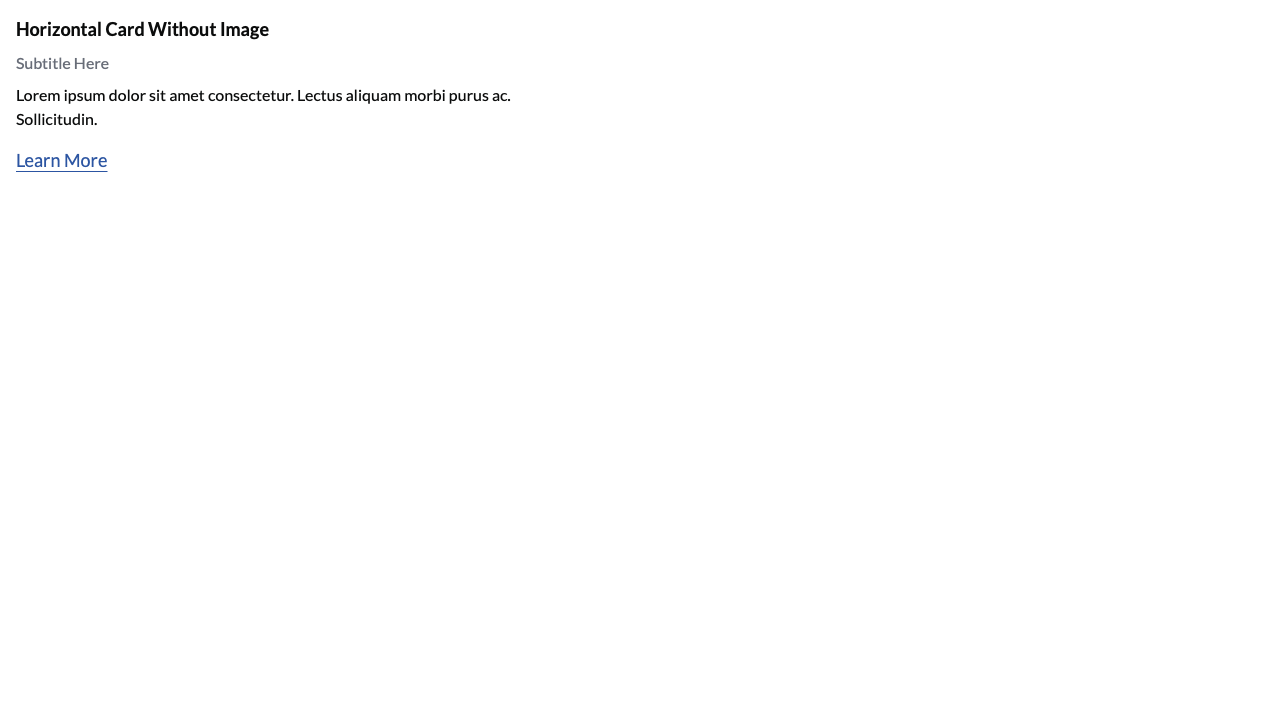 Horizontal Card Without Image
Subtitle Here
Lorem ipsum dolor sit amet consectetur. Lectus aliquam morbi purus ac.
Sollicitudin.
Learn More